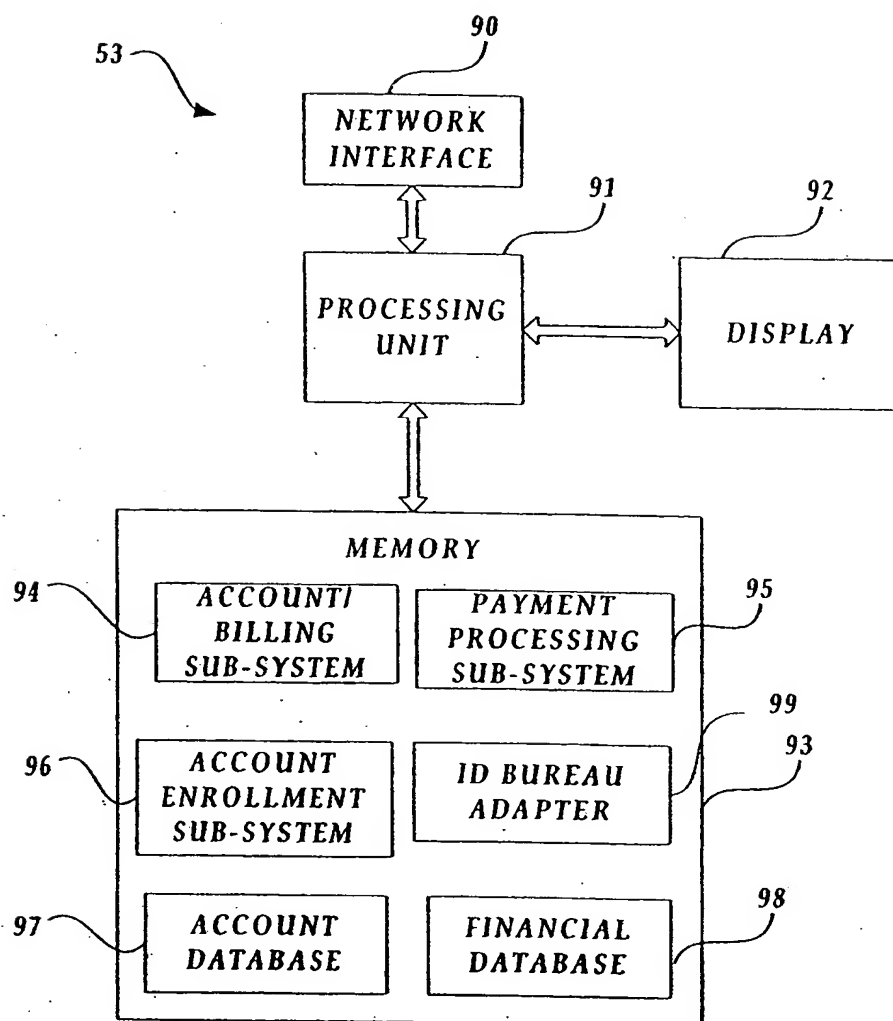 90
53
NETWORK
INTERFACE
91
92
PROCESSING
UNIT
DISPLAY
MEMORY
94
ACCOUNT/
BILLING
SUB-SYSTEM
PAYMENT
PROCESSING
SUB-SYSTEM
95
99
96
ACCOUNT
ENROLLMENT
SUB-SYSTEM
ID BUREAU
ADAPTER
93
97
ACCOUNT
DATABASE
FINANCIAL
DATABASE
98